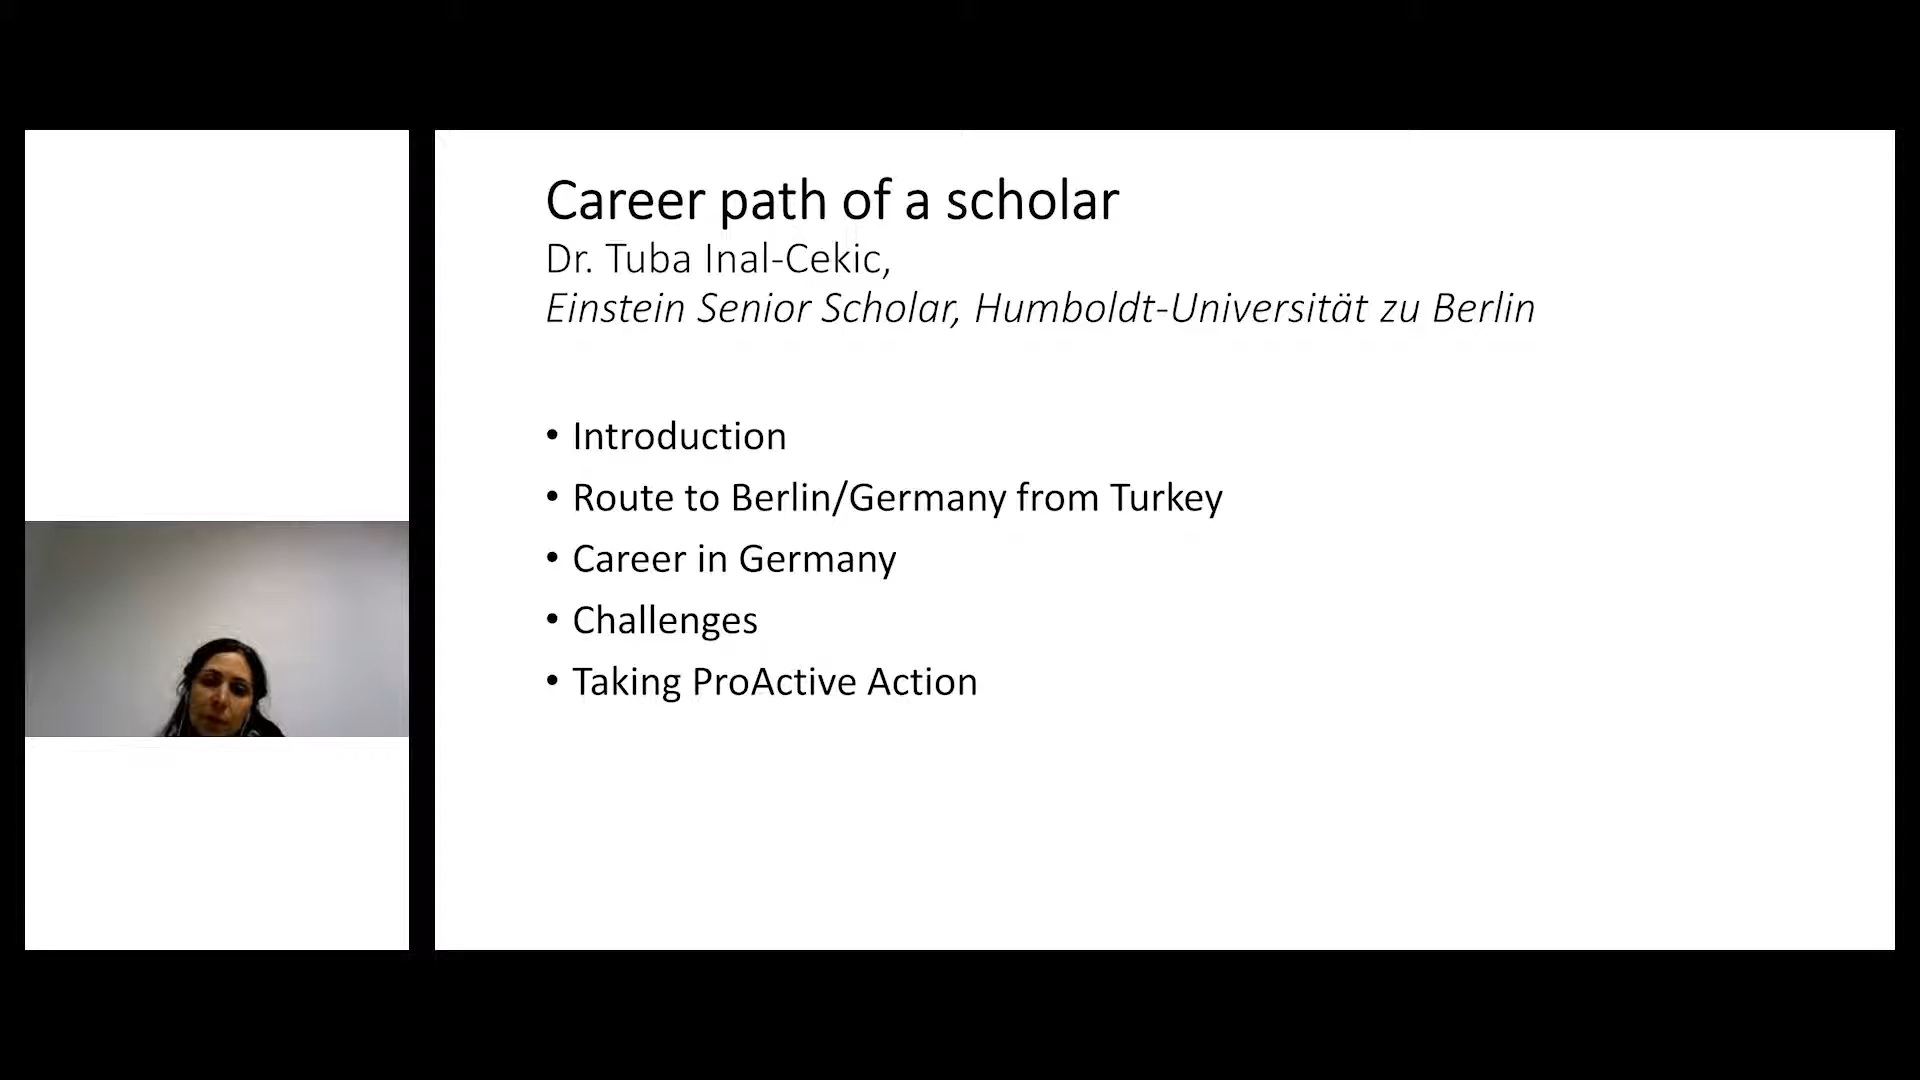 Career path of a scholar
Dr. Tuba Inal-Cekic,
Einstein Senior Scholar, Humboldt-Universität zu Berlin
• Introduction
• Route to Berlin/Germany from Turkey
• Career in Germany
• Challenges
• Taking ProActive Action